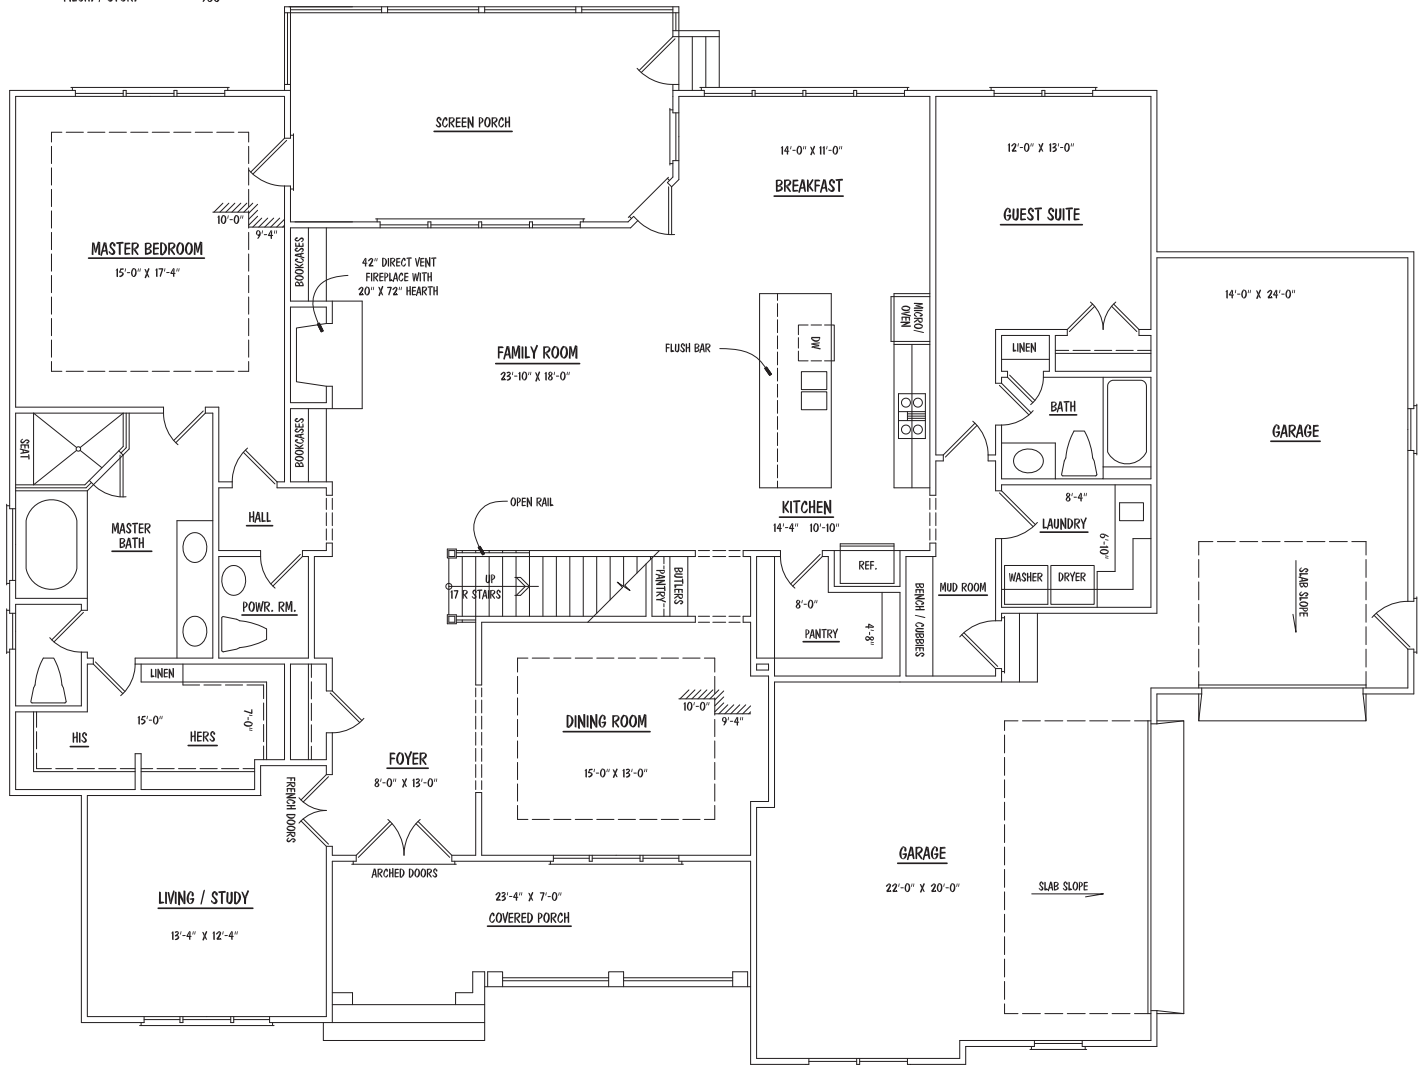 SCREEN PORCH
14'-0" X 11'-0"
BREAKFAST
12'-0" X 13'-0"
GUEST SUITE
10'-0"
9'-4"
MASTER BEDROOM
15'-0" X 17'-4"
BOOKCASES
42" DIRECT VENT
FIREPLACE WITH
20" X 72" HEARTH
14'-0" X 24'-0"
MICRO/
OVEN
DW
LINEN
FLUSH BAR
FAMILY ROOM
23'-10" X 18'-0"
BATH
GARAGE
SEAT
BOOKCASES
OPEN RAIL
KITCHEN
14'-4" 10'-10"
8'-4"
LAUNDRY
6'-10"
HALL
MASTER
BATH
REF.
WASHER
DRYER
UP
17 R STAIRS
BUTLERS
PANTRY
MUD ROOM
BENCH / CUBBIES
SLAB SLOPE
POWR. RM.
8'-0"
PANTRY
4'-8"
LINEN
15'-0"
7'-0"
HIS
HERS
10'-0"
9'-4"
DINING ROOM
15'-0" X 13'-0"
FOYER
8'-0" X 13'-0"
FRENCH DOORS
ARCHED DOORS
GARAGE
22'-0" X 20'-0"
SLAB SLOPE
LIVING / STUDY
13'-4" X 12'-4"
23'-4" X 7'-0"
COVERED PORCH